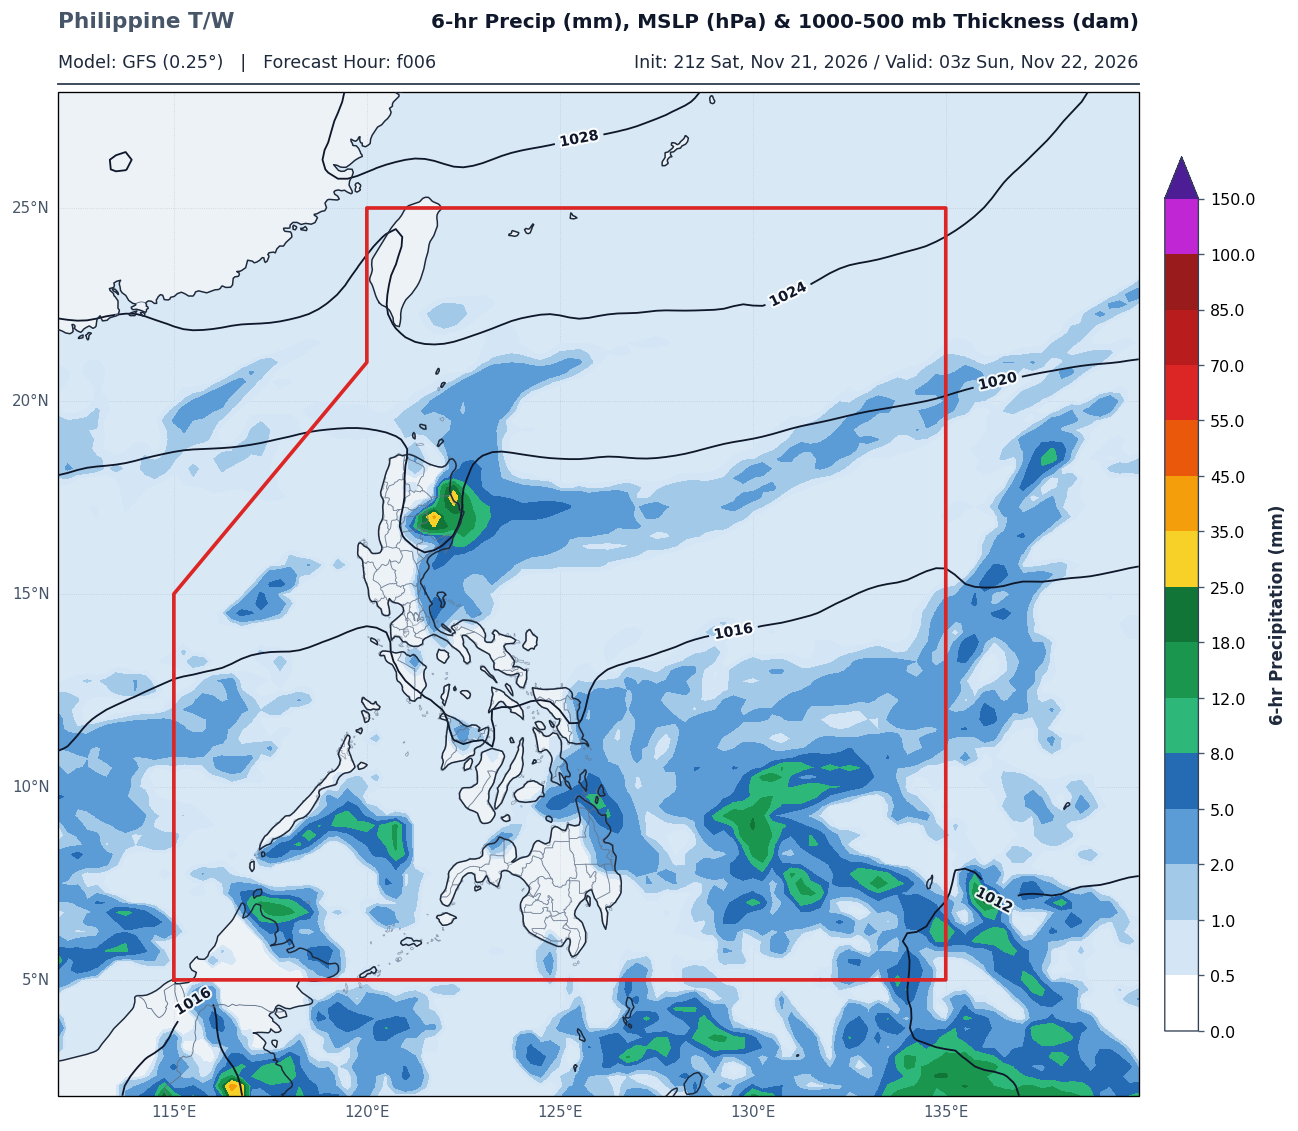 Philippine T/W
6-hr Precip (mm), MSLP (hPa) & 1000-500 mb Thickness (dam)
Model: GFS (0.25°) | Forecast Hour: f006
Init: 21z Sat, Nov 21, 2026 / Valid: 03z Sun, Nov 22, 2026
1028
1024
1020
1016
1012
1016
25°N
20°N
15°N
10°N
5°N
115°E
120°E
125°E
130°E
135°E
150.0
100.0
85.0
70.0
55.0
45.0
35.0
25.0
18.0
12.0
8.0
5.0
2.0
1.0
0.5
0.0
6-hr Precipitation (mm)